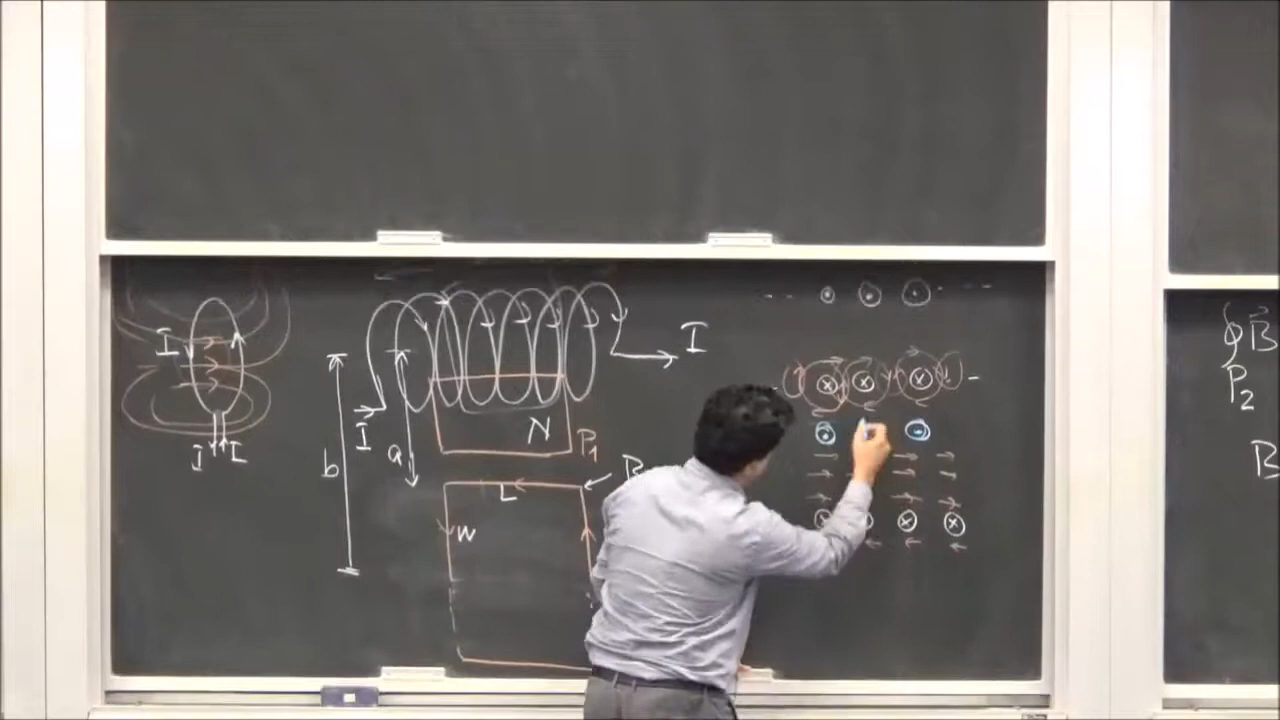 I
I
I
I
I
b
a
N
P₁
B
L
W
- - ⊙ ⊙ ⊙ - - -
⊗ ⊗ ⊗ -
⊙ ⊙
⊗ ⊗ ⊗
∮ B⃗
P₂
B